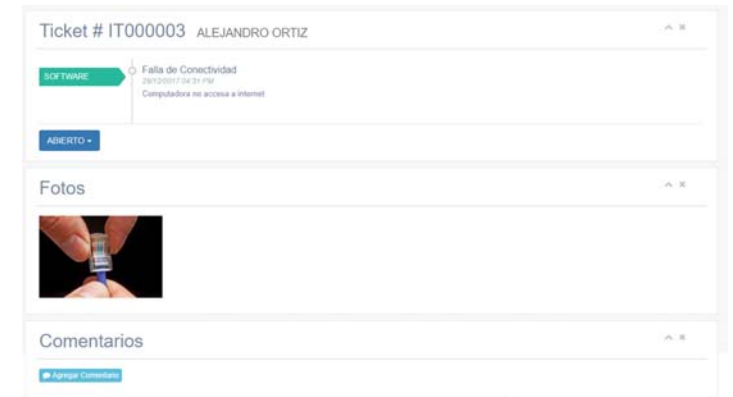 Ticket # IT000003 ALEJANDRO ORTIZ
SOFTWARE
Falla de Conectividad
29/12/2017 04:31 PM
Computadora no accesa a internet
ABIERTO
Fotos
Comentarios
Agregar Comentario